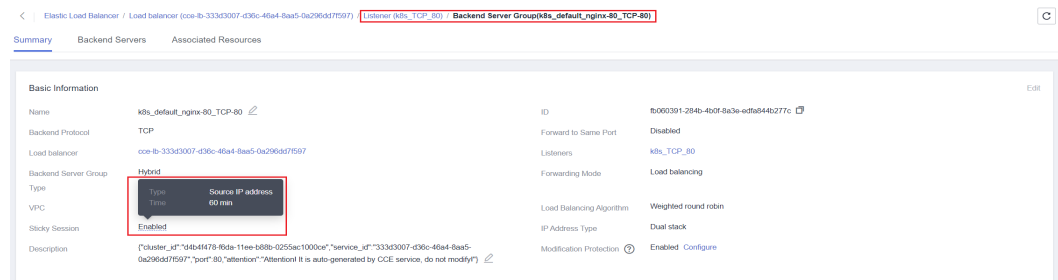 Elastic Load Balancer / Load balancer (cce-lb-333d3007-d36c-46a4-8aa5-0a296dd7f597) / Listener (k8s_TCP_80) / Backend Server Group(k8s_default_nginx-80_TCP-80)
Summary Backend Servers Associated Resources
Basic Information Edit
Name k8s_default_nginx-80_TCP-80 ID fb060391-284b-4b0f-8a3e-edfa844b277c
Backend Protocol TCP Forward to Same Port Disabled
Load balancer cce-lb-333d3007-d36c-46a4-8aa5-0a296dd7f597 Listeners k8s_TCP_80
Backend Server Group Hybrid Forwarding Mode Load balancing
Type
Type Source IP address
Time 60 min
VPC Load Balancing Algorithm Weighted round robin
Sticky Session Enabled IP Address Type Dual stack
Description {"cluster_id":"d4b4f478-f6da-11ee-b88b-0255ac1000ce","service_id":"333d3007-d36c-46a4-8aa5- Modification Protection ? Enabled Configure
0a296dd7f597","port":80,"attention":"Attention! It is auto-generated by CCE service, do not modify!"}